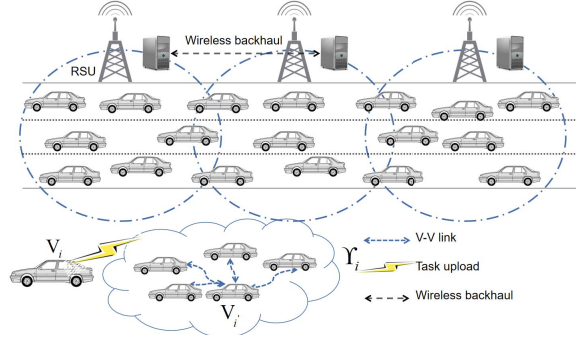 Wireless backhaul
RSU
V-V link
V_i
Υ_i
Task upload
V_i'
Wireless backhaul